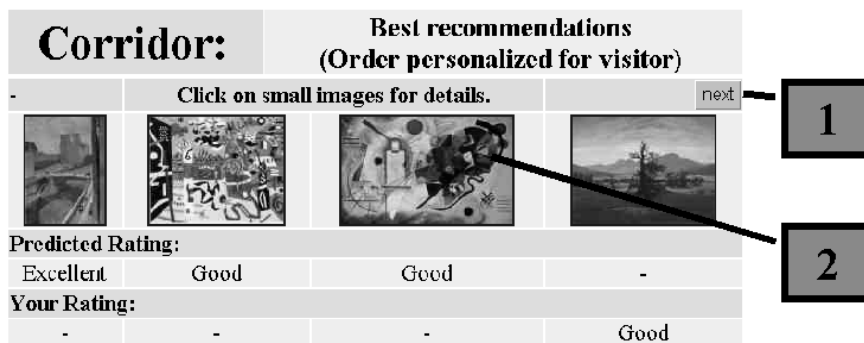 Corridor:
Best recommendations
(Order personalized for visitor)
-
Click on small images for details.
next
1
2
Predicted Rating:
Excellent Good Good -
Your Rating:
- - - Good